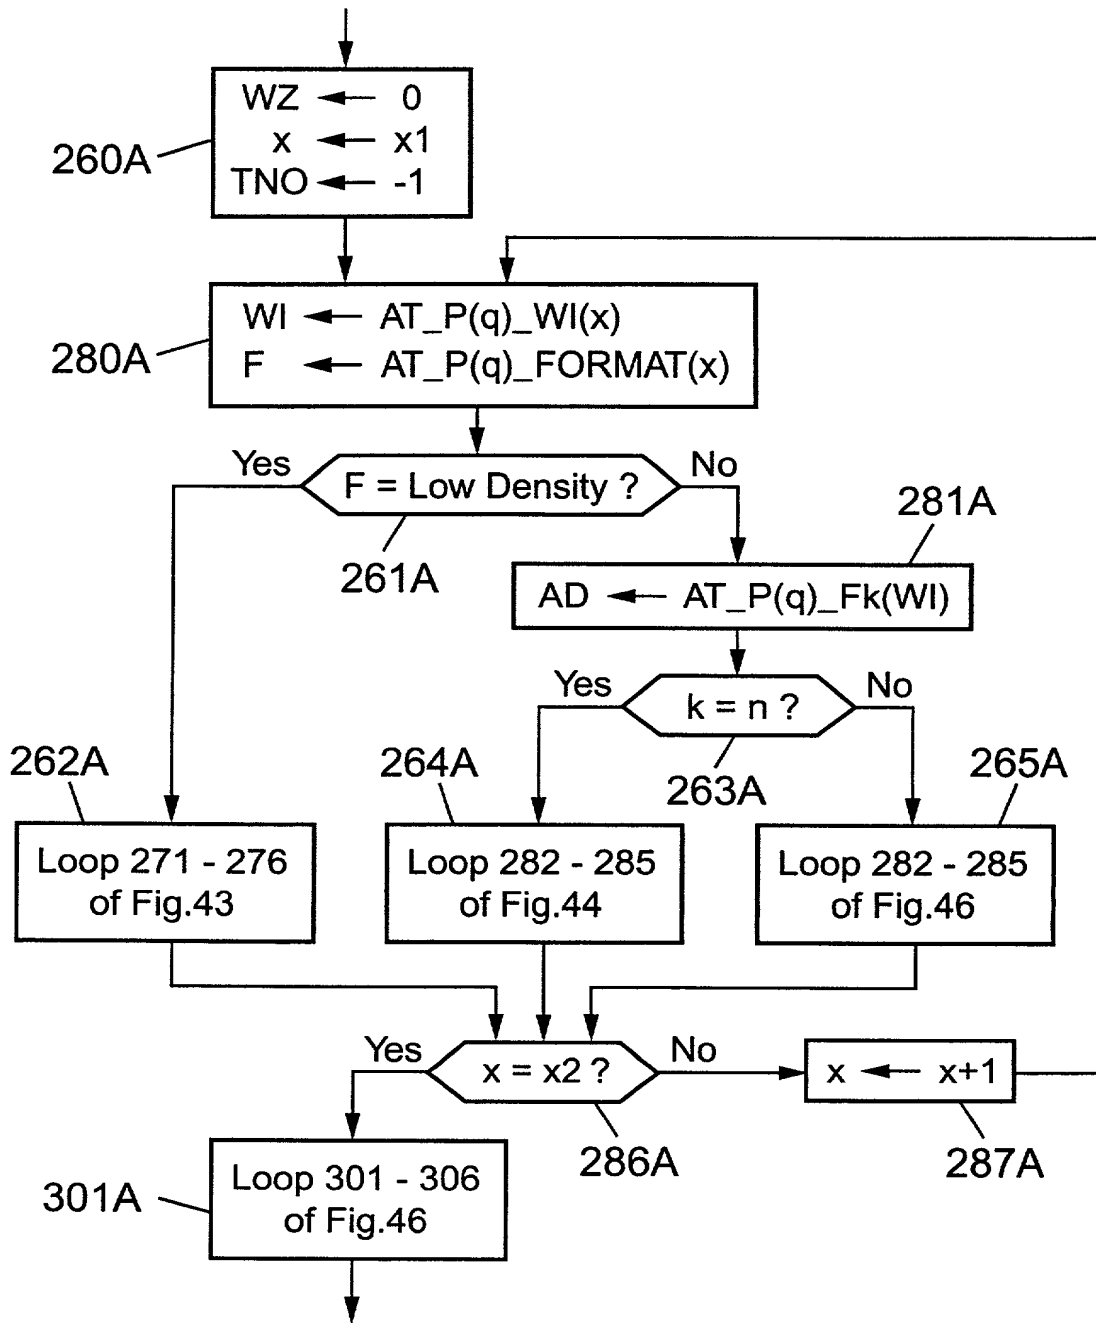 WZ ← 0
x ← x1
TNO ← -1
260A
WI ← AT_P(q)_WI(x)
F ← AT_P(q)_FORMAT(x)
280A
Yes
F = Low Density ?
No
261A
281A
AD ← AT_P(q)_Fk(WI)
Yes
k = n ?
No
263A
262A
264A
265A
Loop 271 - 276
of Fig.43
Loop 282 - 285
of Fig.44
Loop 282 - 285
of Fig.46
Yes
x = x2 ?
No
x ← x+1
286A
287A
301A
Loop 301 - 306
of Fig.46